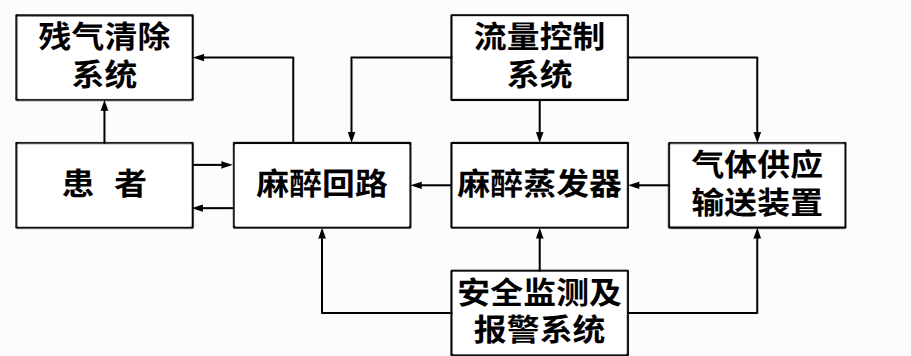 残气清除
系统
流量控制
系统
患 者
麻醉回路
麻醉蒸发器
气体供应
输送装置
安全监测及
报警系统